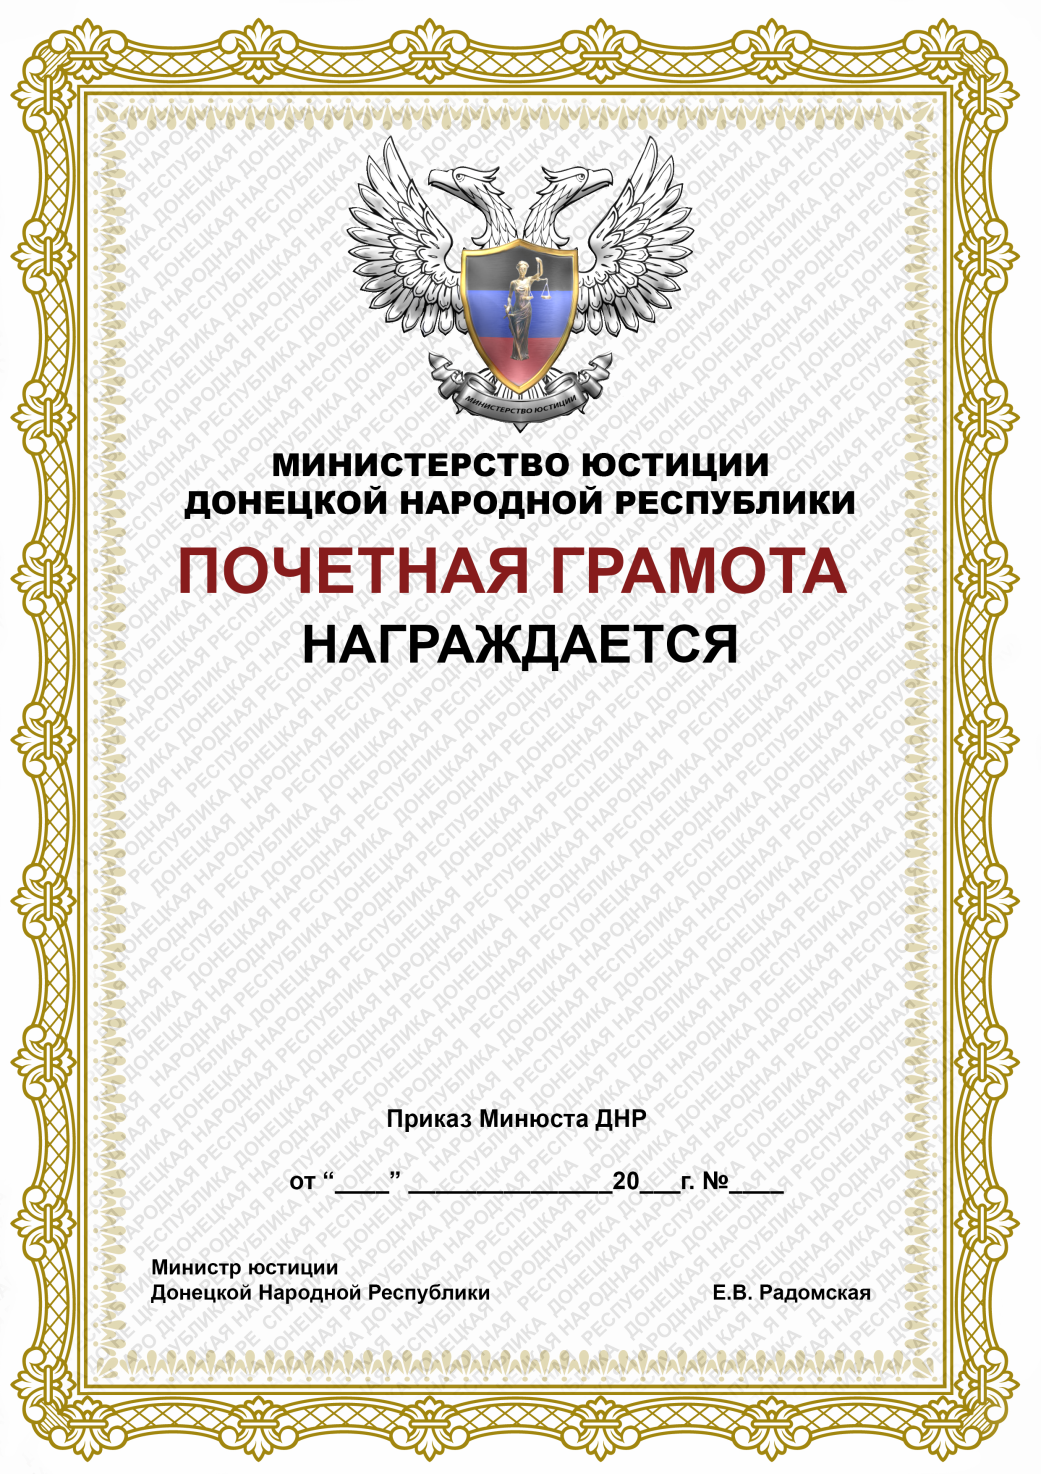 МИНИСТЕРСТВО ЮСТИЦИИ
МИНИСТЕРСТВО ЮСТИЦИИ
ДОНЕЦКОЙ НАРОДНОЙ РЕСПУБЛИКИ
ПОЧЕТНАЯ ГРАМОТА
НАГРАЖДАЕТСЯ
Приказ Минюста ДНР
от “____” _______________20___г. №____
Министр юстиции
Донецкой Народной Республики Е.В. Радомская